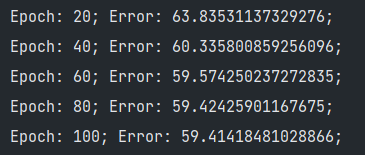 Epoch: 20; Error: 63.83531137329276;
Epoch: 40; Error: 60.335800859256096;
Epoch: 60; Error: 59.574250237272835;
Epoch: 80; Error: 59.42425901167675;
Epoch: 100; Error: 59.41418481028866;